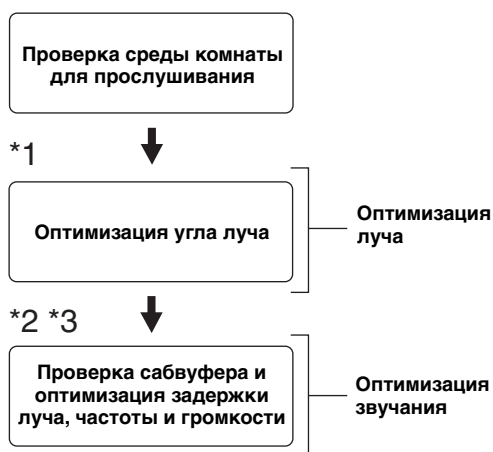 Проверка среды комнаты
для прослушивания
*1
Оптимизация угла луча
Оптимизация
луча
*2 *3
Проверка сабвуфера и
оптимизация задержки
луча, частоты и громкости
Оптимизация
звучания